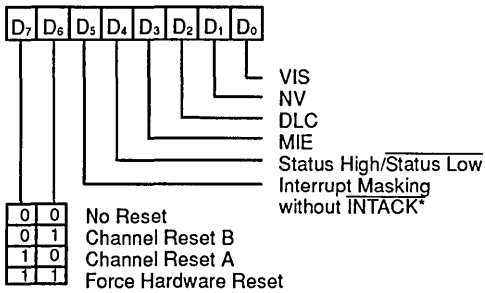 D7 D6 D5 D4 D3 D2 D1 D0
VIS
NV
DLC
MIE
Status High/Status Low
Interrupt Masking
without INTACK*
0 0 No Reset
0 1 Channel Reset B
1 0 Channel Reset A
1 1 Force Hardware Reset